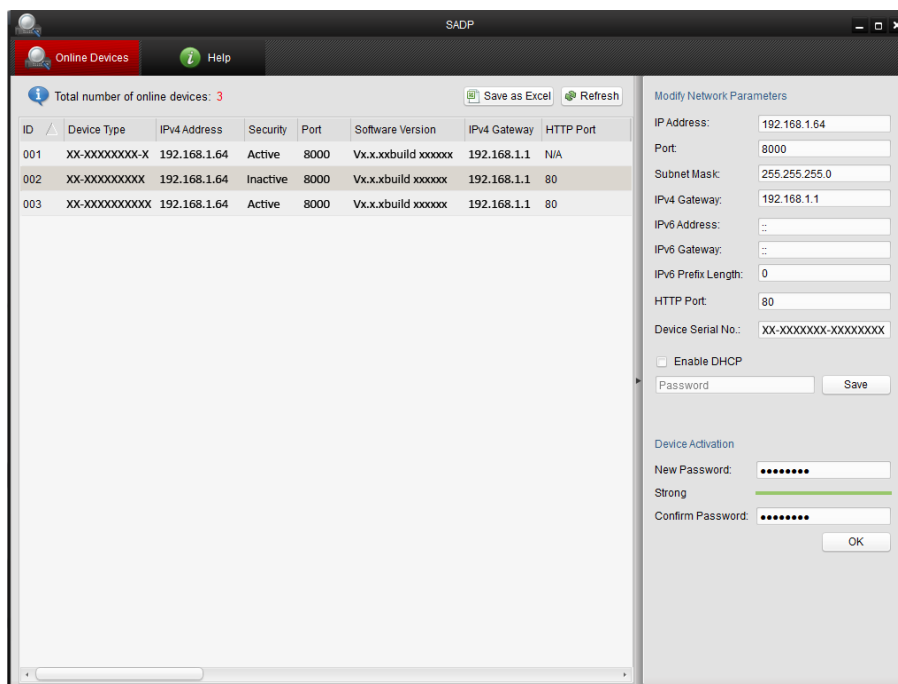 SADP
Online Devices Help
Total number of online devices: 3 Save as Excel Refresh
ID Device Type IPv4 Address Security Port Software Version IPv4 Gateway HTTP Port
001 XX-XXXXXXXX-X 192.168.1.64 Active 8000 Vx.x.xxbuild xxxxxx 192.168.1.1 N/A
002 XX-XXXXXXXXX 192.168.1.64 Inactive 8000 Vx.x.xbuild xxxxxx 192.168.1.1 80
003 XX-XXXXXXXXXX 192.168.1.64 Active 8000 Vx.x.xbuild xxxxxx 192.168.1.1 80
Modify Network Parameters
IP Address: 192.168.1.64
Port: 8000
Subnet Mask: 255.255.255.0
IPv4 Gateway: 192.168.1.1
IPv6 Address: ::
IPv6 Gateway: ::
IPv6 Prefix Length: 0
HTTP Port: 80
Device Serial No.: XX-XXXXXXX-XXXXXXXX
Enable DHCP
Password Save
Device Activation
New Password: ●●●●●●●●
Strong
Confirm Password: ●●●●●●●●
OK